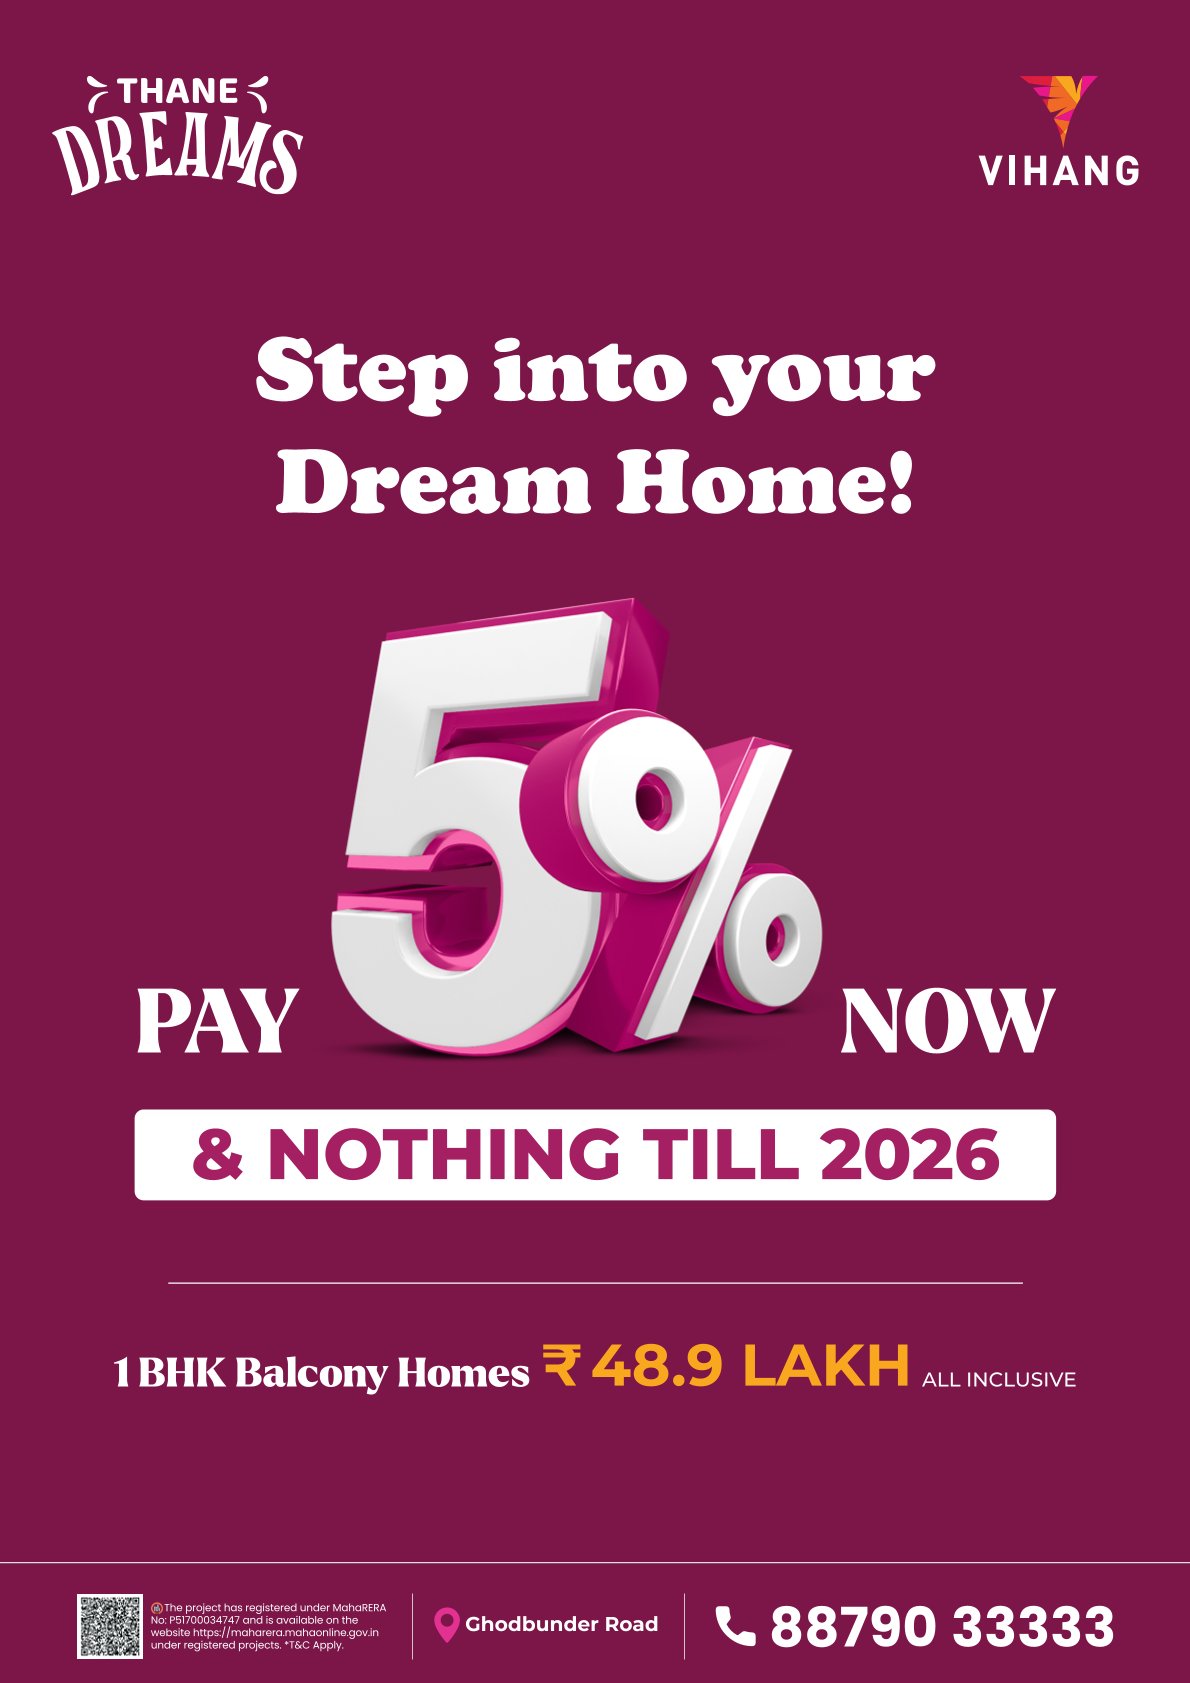 THANE
DREAMS
VIHANG
Step into your
Dream Home!
PAY 5% NOW
& NOTHING TILL 2026
1 BHK Balcony Homes ₹ 48.9 LAKH ALL INCLUSIVE
The project has registered under MahaRERA
No: P51700034747 and is available on the
website https://maharera.mahaonline.gov.in
under registered projects. *T&C Apply.
Ghodbunder Road
88790 33333